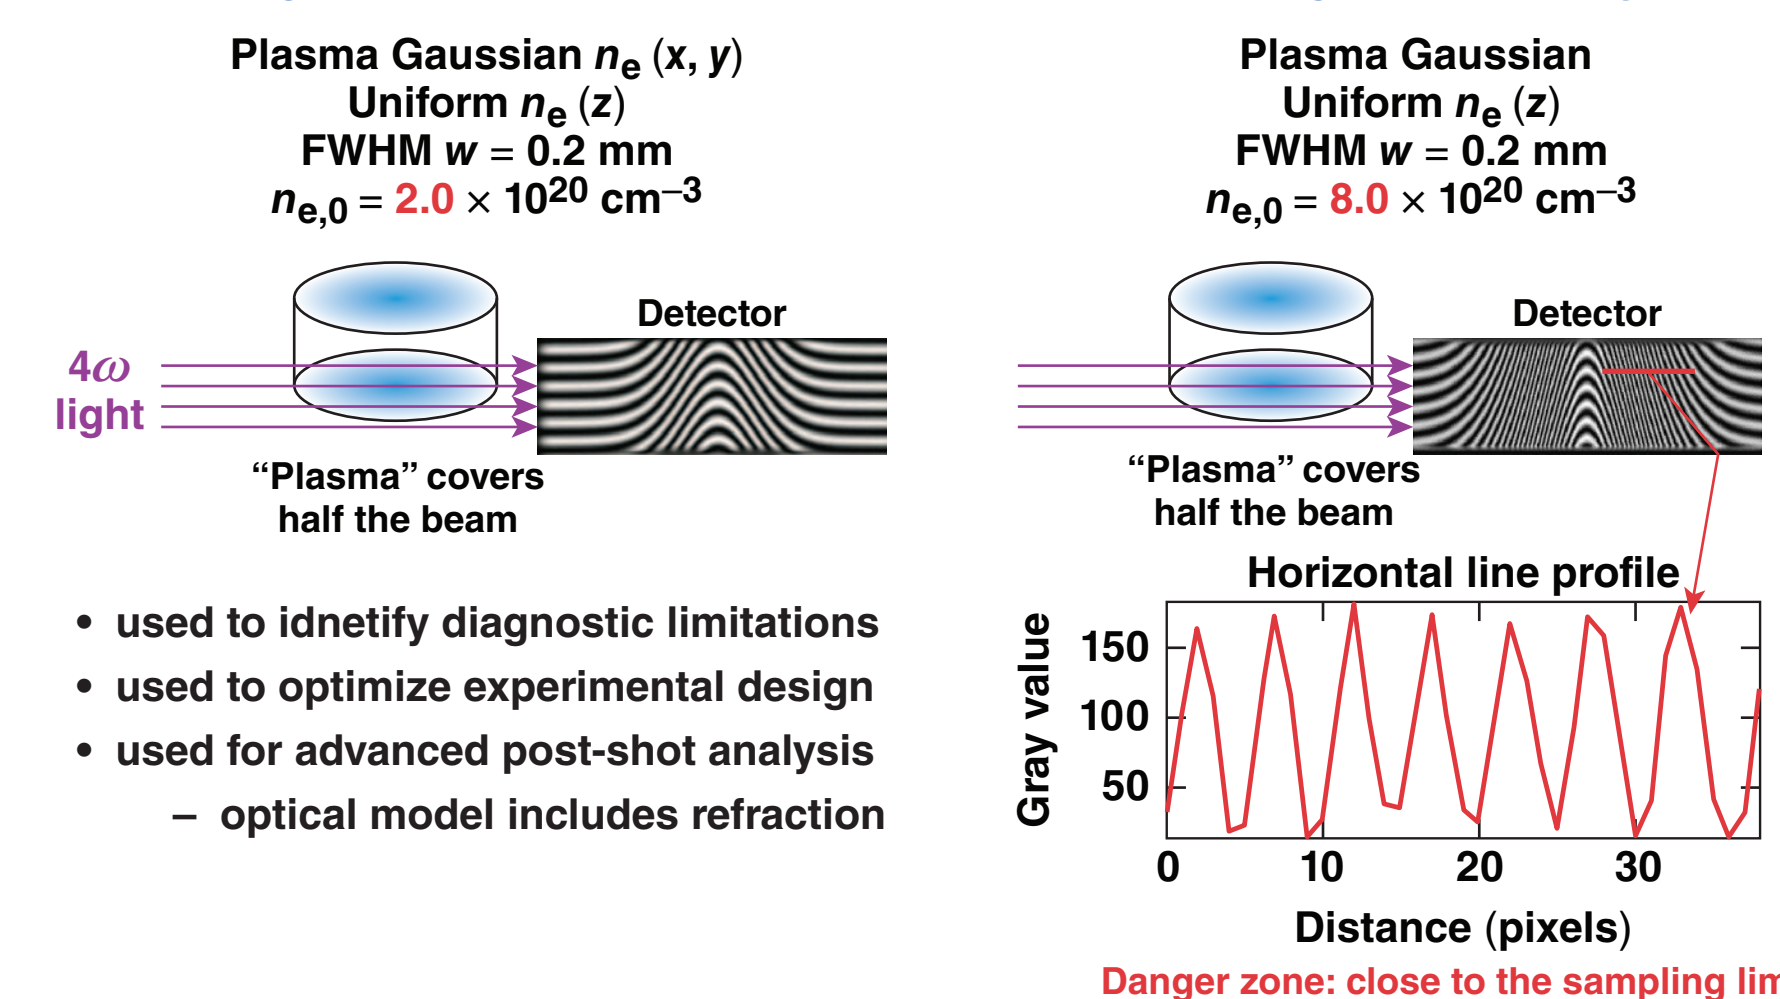 Plasma Gaussian nₑ (x, y)
Uniform nₑ (z)
FWHM w = 0.2 mm
nₑ,₀ = 2.0 × 10²⁰ cm⁻³
4ω
light
Detector
“Plasma” covers
half the beam
• used to idnetify diagnostic limitations
• used to optimize experimental design
• used for advanced post-shot analysis
– optical model includes refraction
Plasma Gaussian
Uniform nₑ (z)
FWHM w = 0.2 mm
nₑ,₀ = 8.0 × 10²⁰ cm⁻³
Detector
“Plasma” covers
half the beam
Horizontal line profile
Gray value
150
100
50
0 10 20 30
Distance (pixels)
Danger zone: close to the sampling lim